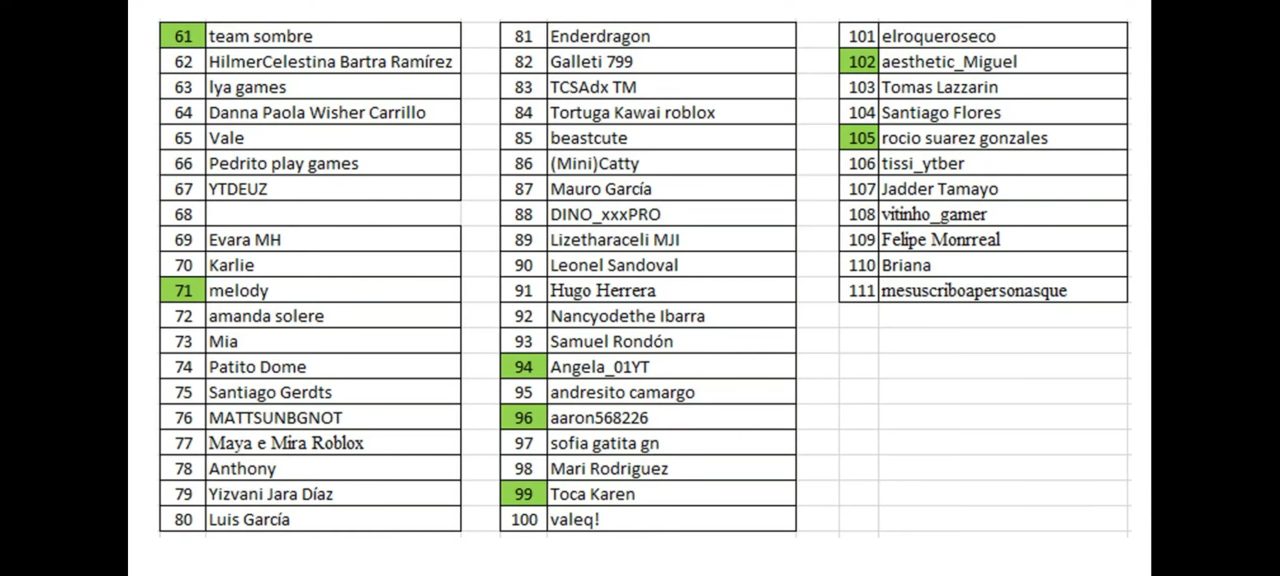 61 team sombre
62 HilmerCelestina Bartra Ramírez
63 lya games
64 Danna Paola Wisher Carrillo
65 Vale
66 Pedrito play games
67 YTDEUZ
68
69 Evara MH
70 Karlie
71 melody
72 amanda solere
73 Mia
74 Patito Dome
75 Santiago Gerdts
76 MATTSUNBGNOT
77 Maya e Mira Roblox
78 Anthony
79 Yizvani Jara Díaz
80 Luis García
81 Enderdragon
82 Galleti 799
83 TCSAdx TM
84 Tortuga Kawai roblox
85 beastcute
86 (Mini)Catty
87 Mauro García
88 DINO_xxxPRO
89 Lizetharaceli MJI
90 Leonel Sandoval
91 Hugo Herrera
92 Nancyodethe Ibarra
93 Samuel Rondón
94 Angela_01YT
95 andresito camargo
96 aaron568226
97 sofia gatita gn
98 Mari Rodriguez
99 Toca Karen
100 valeq!
101 elroqueroseco
102 aesthetic_Miguel
103 Tomas Lazzarin
104 Santiago Flores
105 rocio suarez gonzales
106 tissi_ytber
107 Jadder Tamayo
108 vitinho_gamer
109 Felipe Monrreal
110 Briana
111 mesuscriboapersonasque